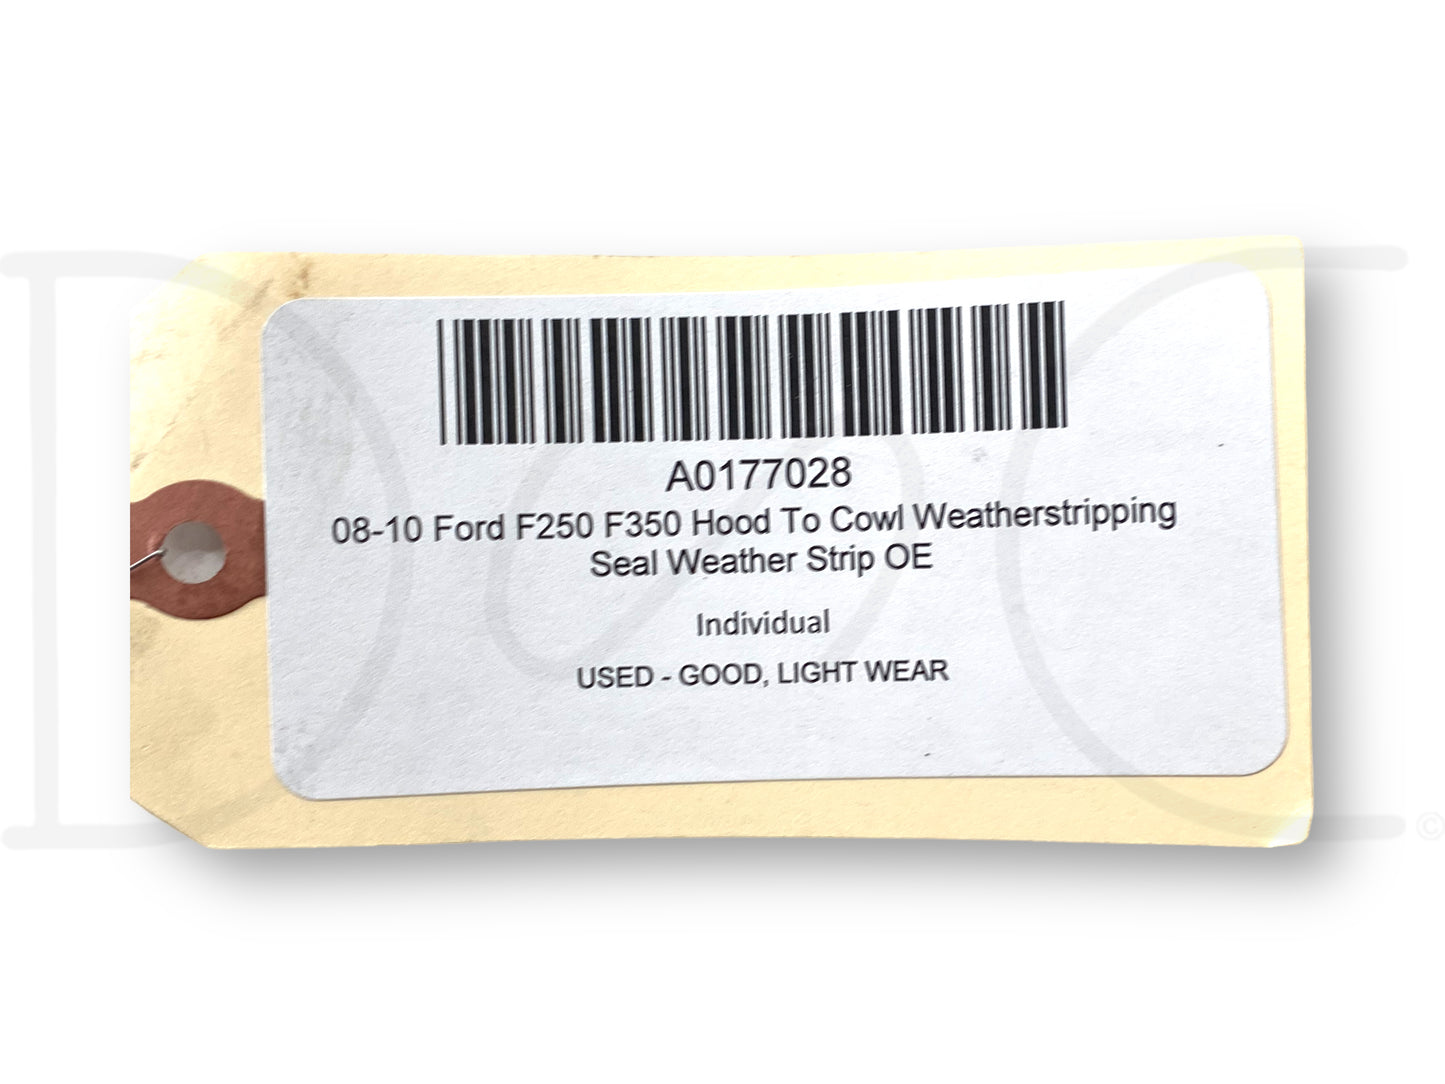 A0177028
08-10 Ford F250 F350 Hood To Cowl Weatherstripping
Seal Weather Strip OE
Individual
USED - GOOD, LIGHT WEAR
D C
©